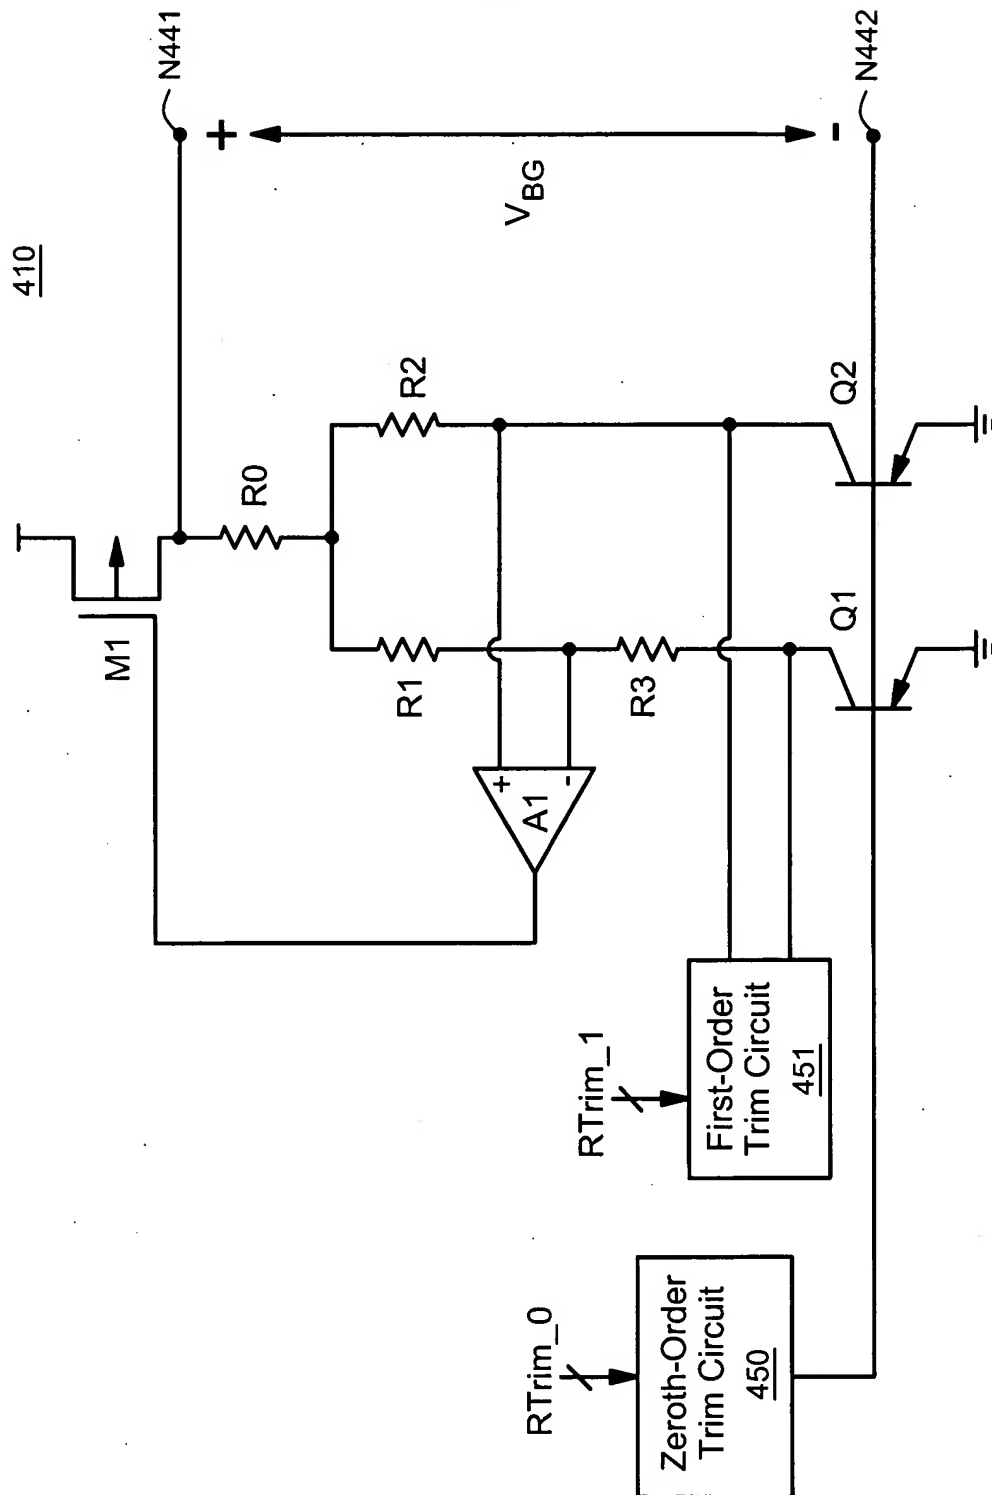 410
N441
+
V_BG
-
N442
M1
R0
R1
R2
R3
+
-
A1
Q1
Q2
RTrim_1
First-Order
Trim Circuit
451
RTrim_0
Zeroth-Order
Trim Circuit
450